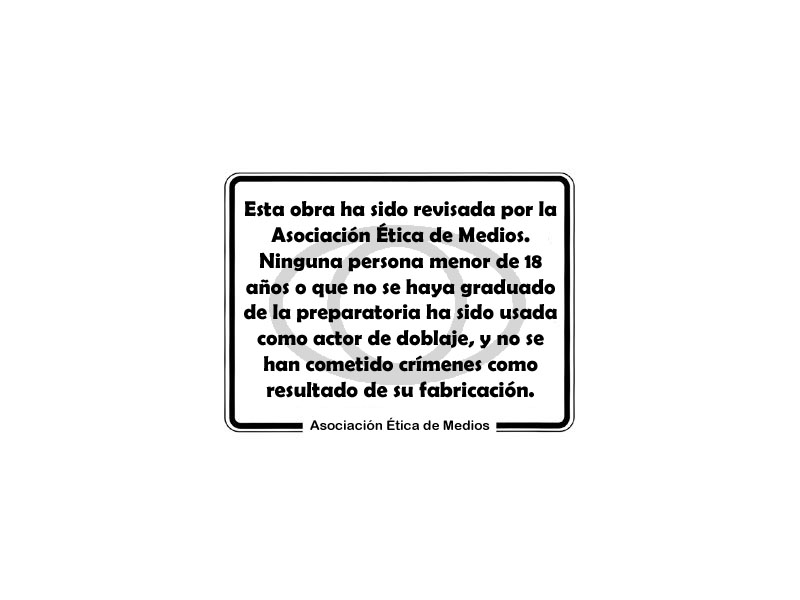 Esta obra ha sido revisada por la
Asociación Ética de Medios.
Ninguna persona menor de 18
años o que no se haya graduado
de la preparatoria ha sido usada
como actor de doblaje, y no se
han cometido crímenes como
resultado de su fabricación.
Asociación Ética de Medios